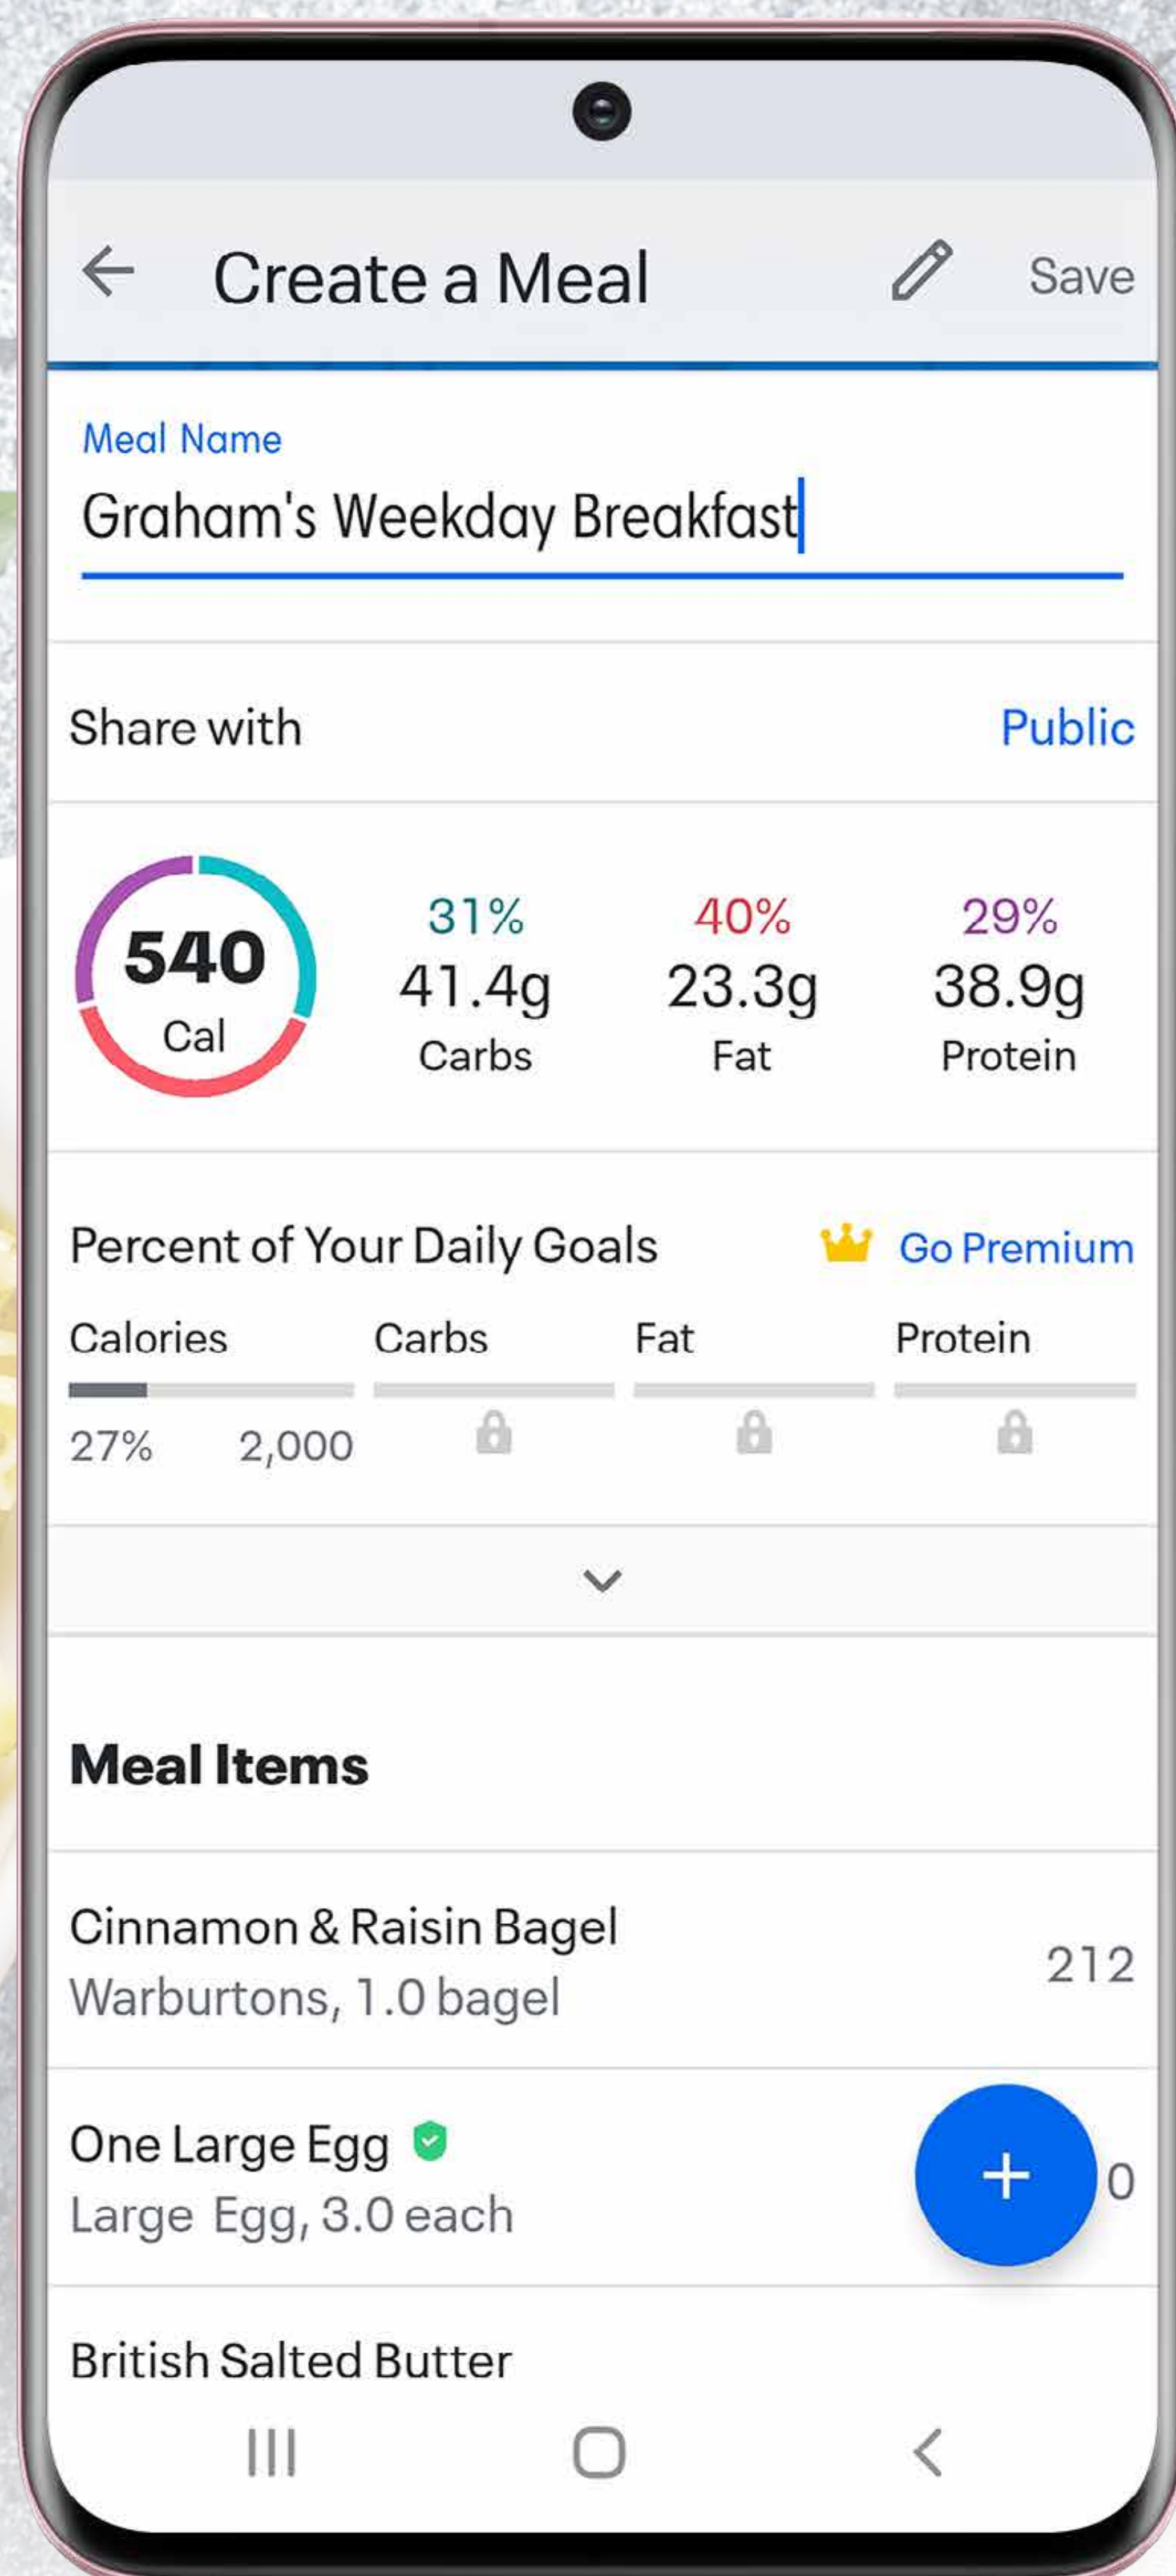 Create a Meal Save
Meal Name
Graham's Weekday Breakfast
Share with Public
540
Cal
31%
41.4g
Carbs
40%
23.3g
Fat
29%
38.9g
Protein
Percent of Your Daily Goals Go Premium
Calories Carbs Fat Protein
27% 2,000
Meal Items
Cinnamon & Raisin Bagel
Warburtons, 1.0 bagel
212
One Large Egg
Large Egg, 3.0 each
0
British Salted Butter